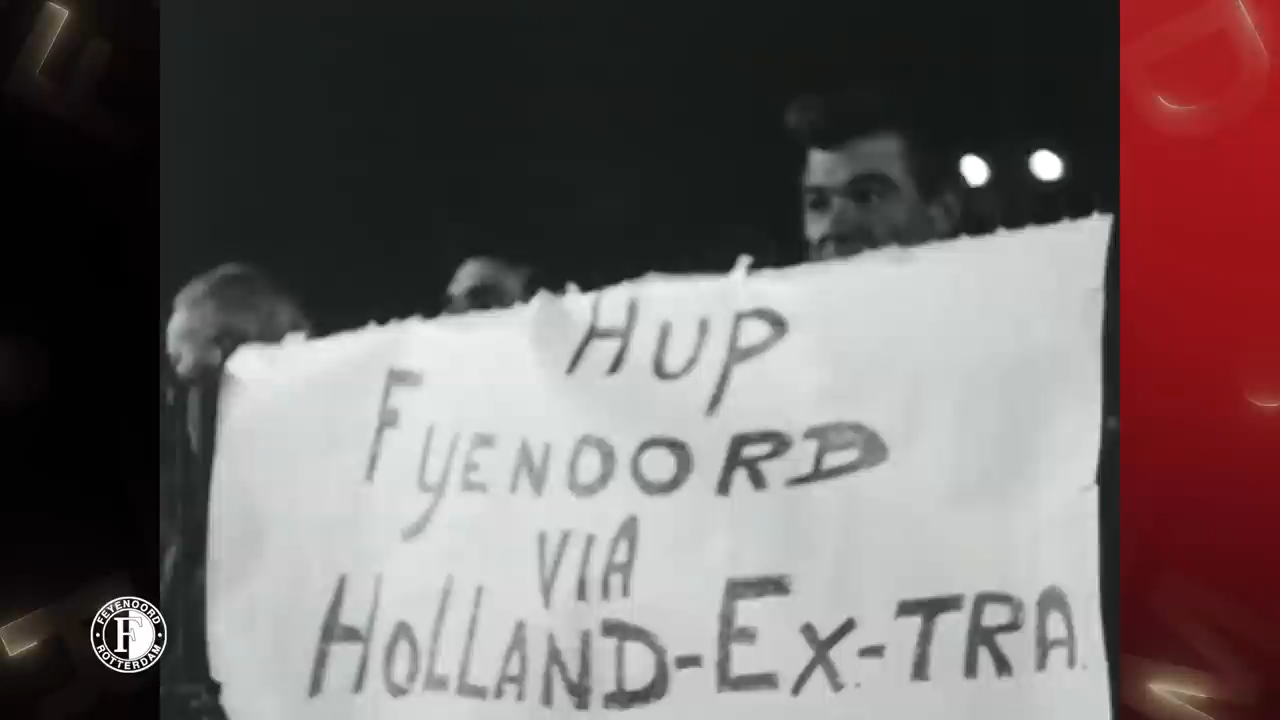 HUP
FYENOORD
VIA
HOLLAND-EX-TRA.
FEYENOORD
F
ROTTERDAM